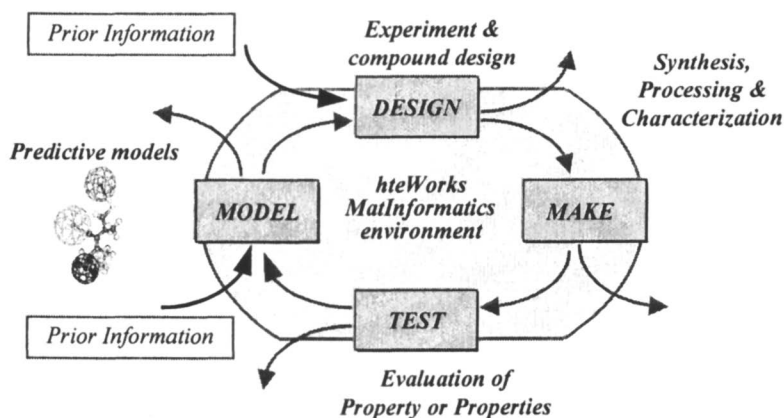 Prior Information
Experiment &
compound design
DESIGN
Synthesis,
Processing &
Characterization
Predictive models
MODEL
hteWorks
MatInformatics
environment
MAKE
Prior Information
TEST
Evaluation of
Property or Properties